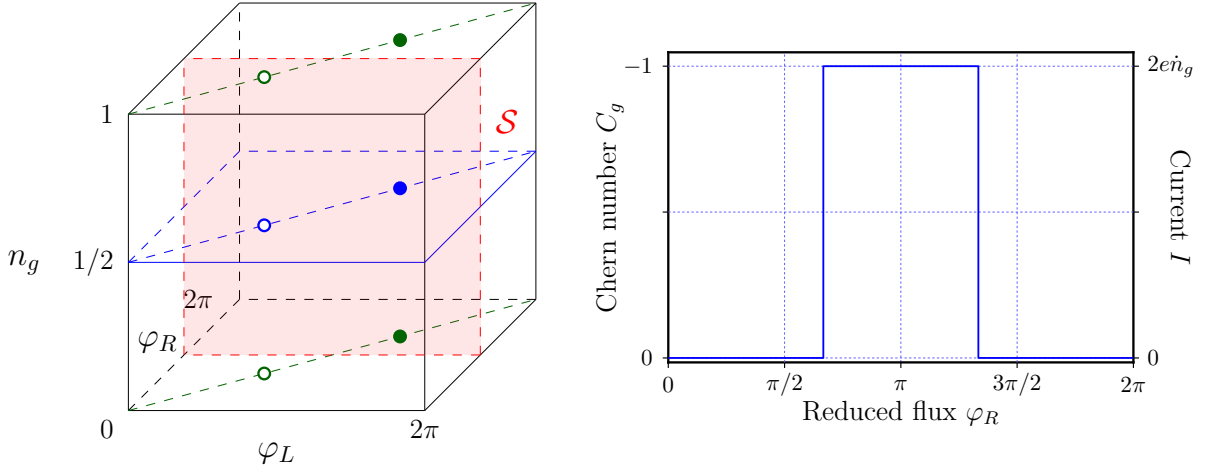 1
𝒮
n_g
1/2
2π
φ_R
0
2π
φ_L
−1
2eṅ_g
Chern number C_g
Current I
0
0
0
π/2
π
3π/2
2π
Reduced flux φ_R